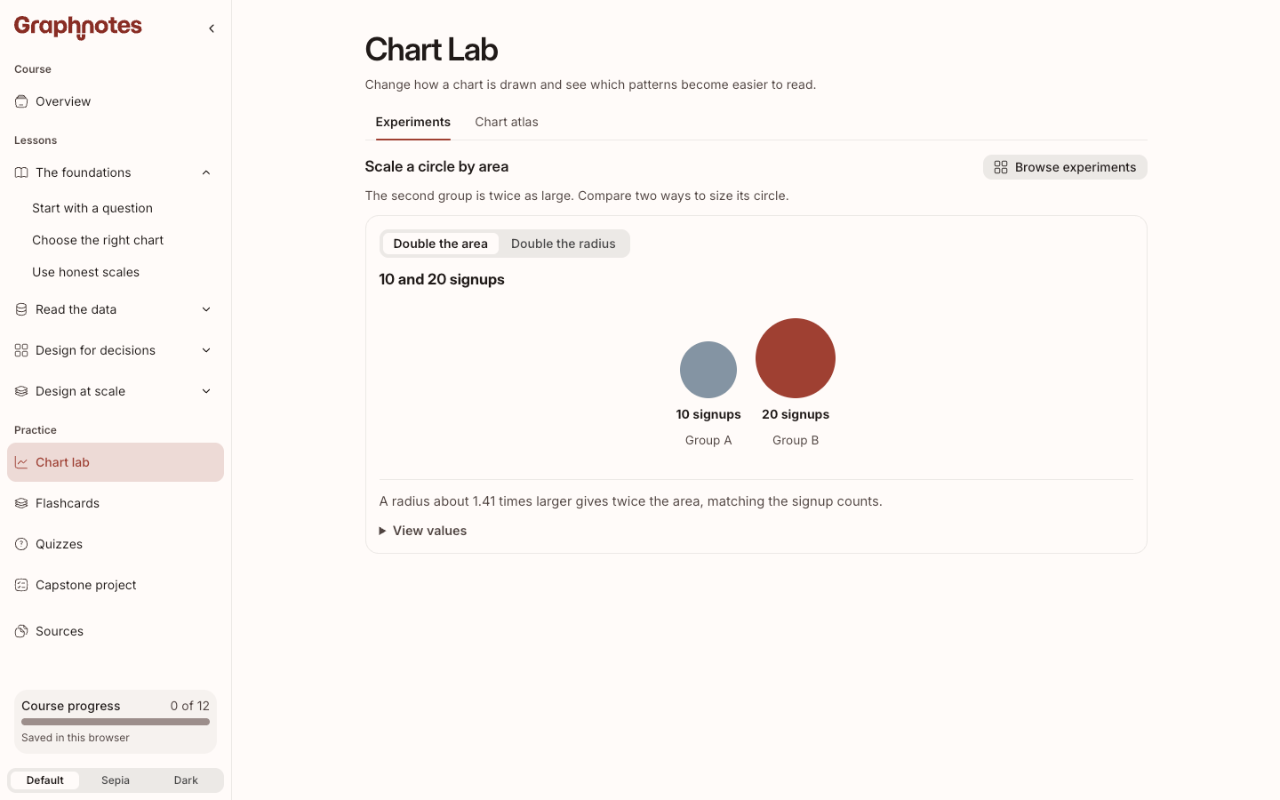 Graphnotes
Course
Overview
Lessons
The foundations
Start with a question
Choose the right chart
Use honest scales
Read the data
Design for decisions
Design at scale
Practice
Chart lab
Flashcards
Quizzes
Capstone project
Sources
Course progress 0 of 12
Saved in this browser
Default Sepia Dark
Chart Lab
Change how a chart is drawn and see which patterns become easier to read.
Experiments Chart atlas
Scale a circle by area
Browse experiments
The second group is twice as large. Compare two ways to size its circle.
Double the area Double the radius
10 and 20 signups
10 signups 20 signups
Group A Group B
A radius about 1.41 times larger gives twice the area, matching the signup counts.
View values